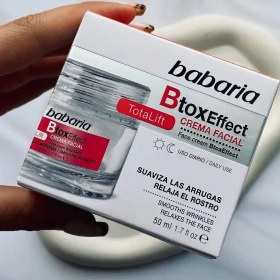 babaria
BtoxEffect
CREMA FACIAL
Face cream BtoxEffect
TotalLift
USO DIARIO / DAILY USE
SUAVIZA LAS ARRUGAS
RELAJA EL ROSTRO
SMOOTHS WRINKLES
RELAXES THE FACE
50 ml 1.7 fl oz
babaria
BtoxEffect
CREMA FACIAL